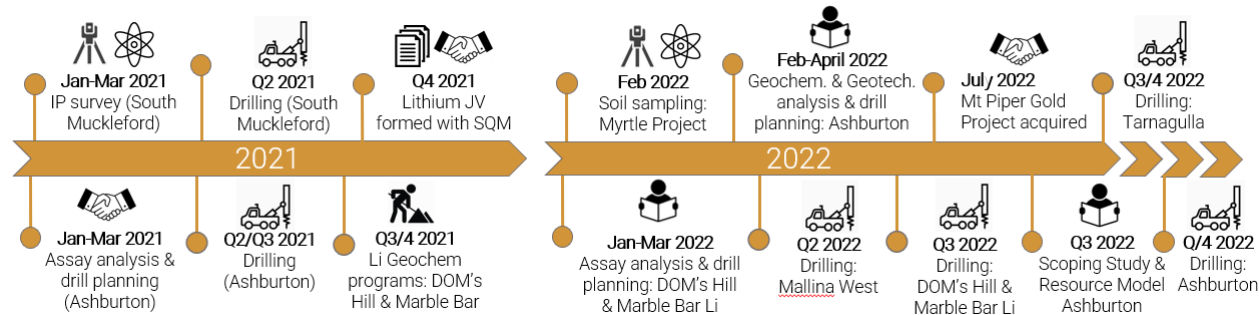 Jan-Mar 2021
IP survey (South
Muckleford)
Q2 2021
Drilling (South
Muckleford)
Q4 2021
Lithium JV
formed with SQM
Feb 2022
Soil sampling:
Myrtle Project
Feb-April 2022
Geochem. & Geotech.
analysis & drill
planning: Ashburton
July 2022
Mt Piper Gold
Project acquired
Q3/4 2022
Drilling:
Tarnagulla
2021
2022
Jan-Mar 2021
Assay analysis &
drill planning
(Ashburton)
Q2/Q3 2021
Drilling
(Ashburton)
Q3/4 2021
Li Geochem
programs: DOM's
Hill & Marble Bar
Jan-Mar 2022
Assay analysis & drill
planning: DOM's Hill
& Marble Bar Li
Q2 2022
Drilling:
Mallina West
Q3 2022
Drilling:
DOM's Hill &
Marble Bar Li
Q3 2022
Scoping Study &
Resource Model
Ashburton
Q/4 2022
Drilling:
Ashburton